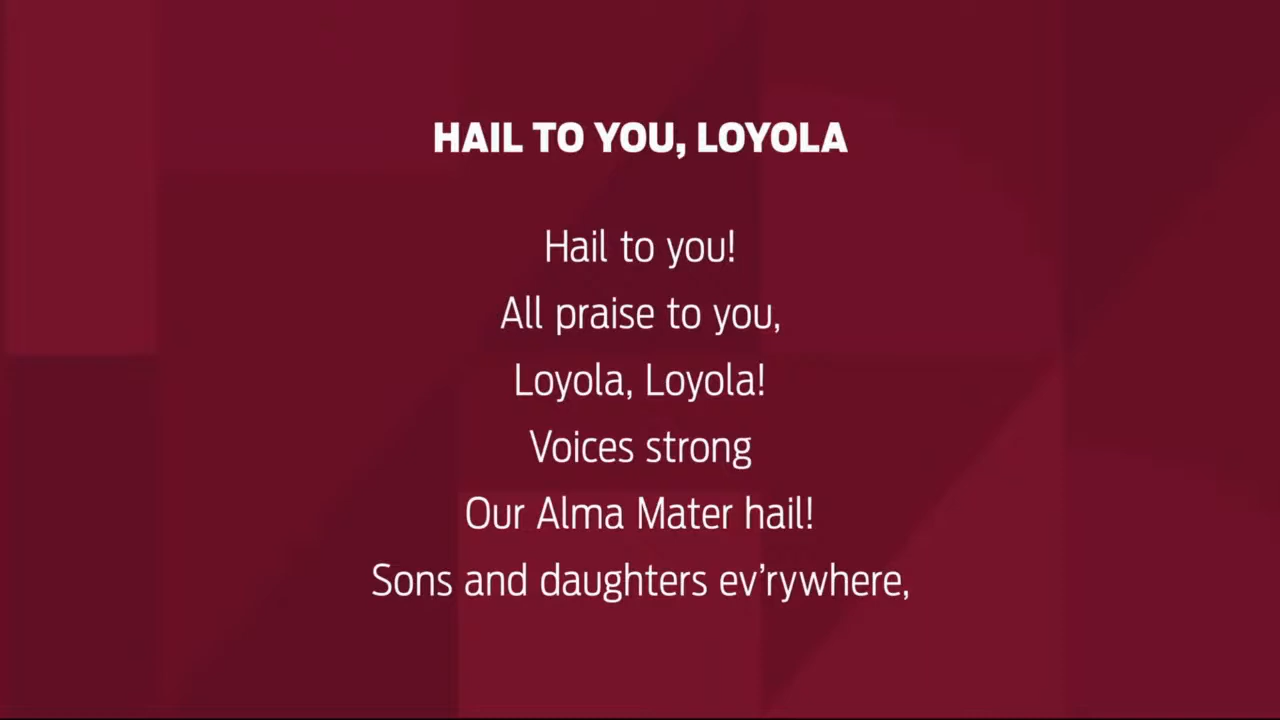 HAIL TO YOU, LOYOLA
Hail to you!
All praise to you,
Loyola, Loyola!
Voices strong
Our Alma Mater hail!
Sons and daughters ev’rywhere,